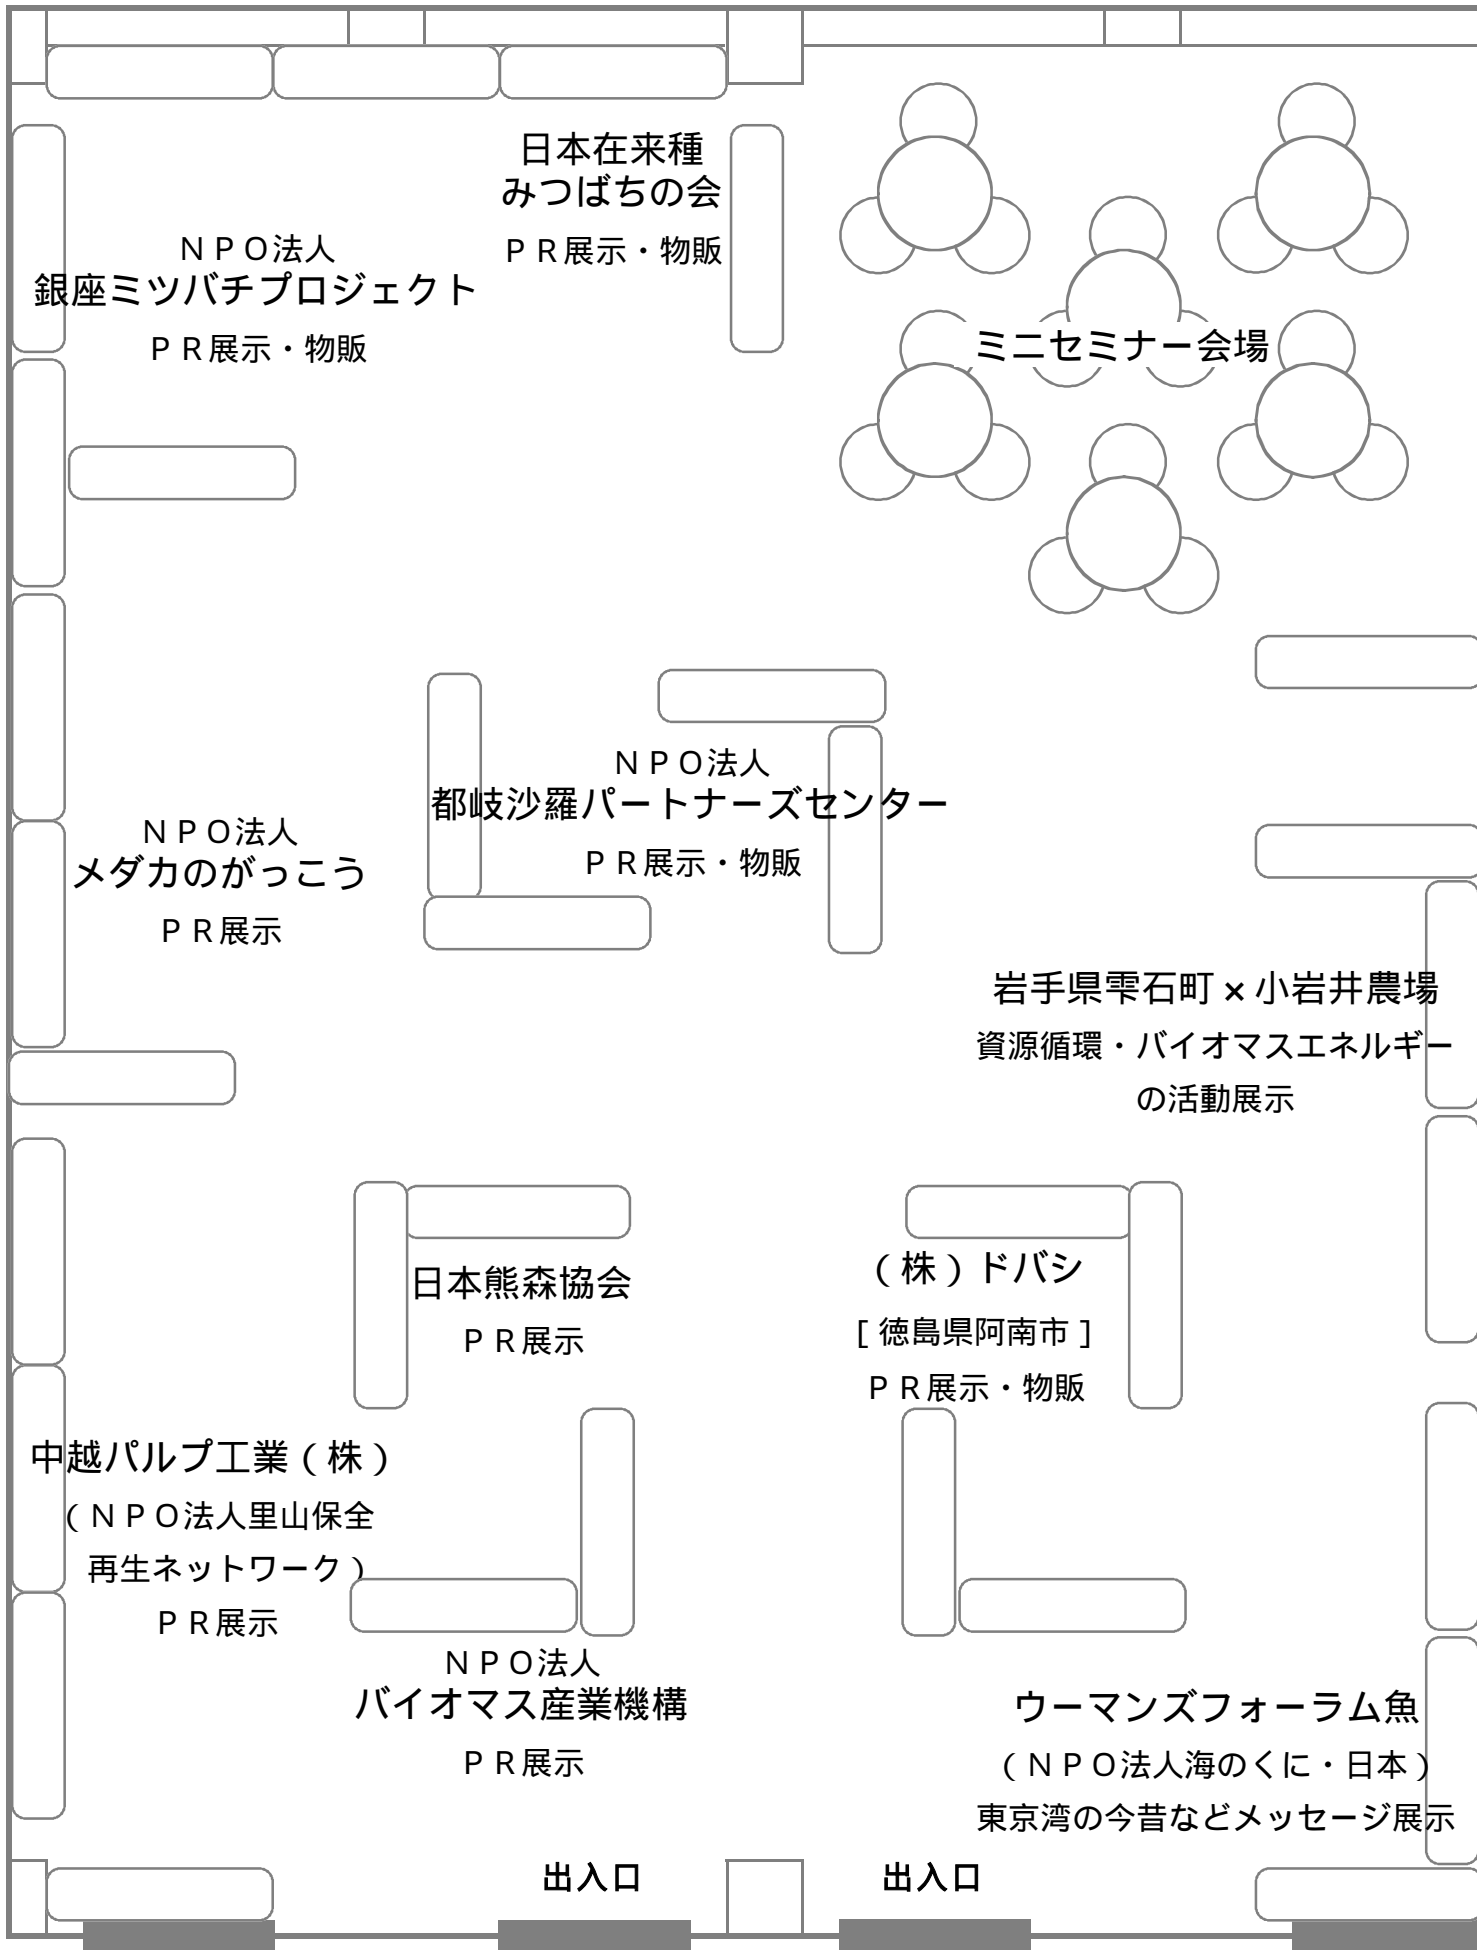 日本在来種
みつばちの会
ＰＲ展示・物販
ＮＰＯ法人
銀座ミツバチプロジェクト
ＰＲ展示・物販
ミニセミナー会場
ＮＰＯ法人
都岐沙羅パートナーズセンター
ＰＲ展示・物販
ＮＰＯ法人
メダカのがっこう
ＰＲ展示
岩手県雫石町×小岩井農場
資源循環・バイオマスエネルギー
の活動展示
日本熊森協会
ＰＲ展示
（株）ドバシ
[徳島県阿南市]
ＰＲ展示・物販
中越パルプ工業（株）
（ＮＰＯ法人里山保全
再生ネットワーク）
ＰＲ展示
ＮＰＯ法人
バイオマス産業機構
ＰＲ展示
ウーマンズフォーラム魚
（ＮＰＯ法人海のくに・日本）
東京湾の今昔などメッセージ展示
出入口
出入口